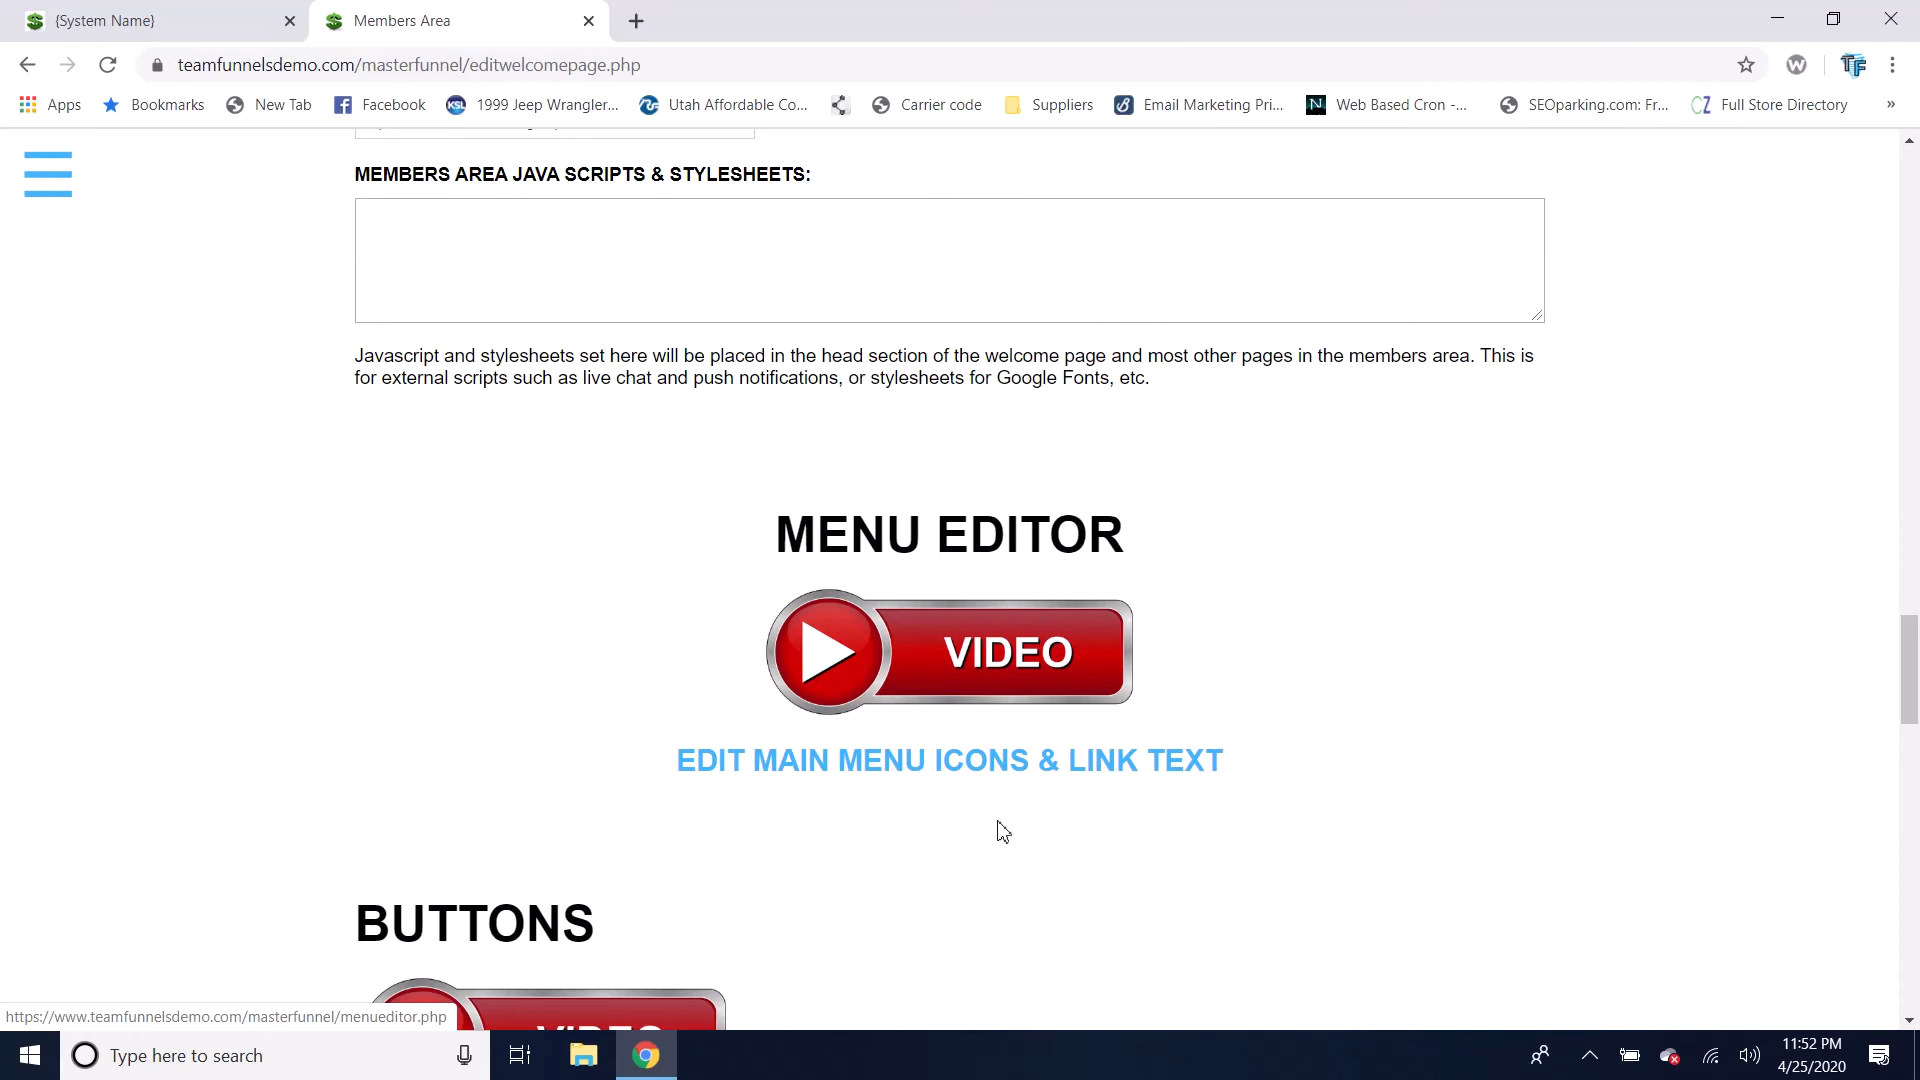 {System Name}
Members Area
teamfunnelsdemo.com/masterfunnel/editwelcomepage.php
Apps
Bookmarks
New Tab
Facebook
1999 Jeep Wrangler...
Utah Affordable Co...
Carrier code
Suppliers
Email Marketing Pri...
Web Based Cron -...
SEOparking.com: Fr...
Full Store Directory
»
MEMBERS AREA JAVA SCRIPTS & STYLESHEETS:
Javascript and stylesheets set here will be placed in the head section of the welcome page and most other pages in the members area. This is
for external scripts such as live chat and push notifications, or stylesheets for Google Fonts, etc.
MENU EDITOR
VIDEO
EDIT MAIN MENU ICONS & LINK TEXT
BUTTONS
VIDEO
https://www.teamfunnelsdemo.com/masterfunnel/menueditor.php
Type here to search
11:52 PM
4/25/2020